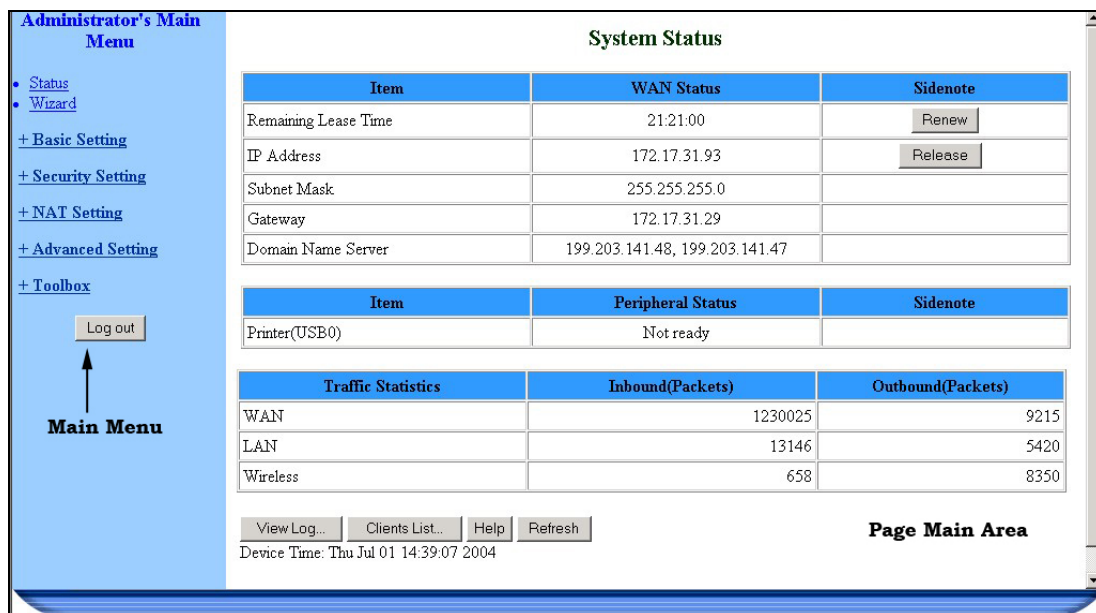 Administrator's Main
Menu
Status
Wizard
+ Basic Setting
+ Security Setting
+ NAT Setting
+ Advanced Setting
+ Toolbox
Log out
Main Menu
System Status
Item WAN Status Sidenote
Remaining Lease Time 21:21:00 Renew
IP Address 172.17.31.93 Release
Subnet Mask 255.255.255.0
Gateway 172.17.31.29
Domain Name Server 199.203.141.48, 199.203.141.47
Item Peripheral Status Sidenote
Printer(USB0) Not ready
Traffic Statistics Inbound(Packets) Outbound(Packets)
WAN 1230025 9215
LAN 13146 5420
Wireless 658 8350
View Log... Clients List... Help Refresh
Page Main Area
Device Time: Thu Jul 01 14:39:07 2004